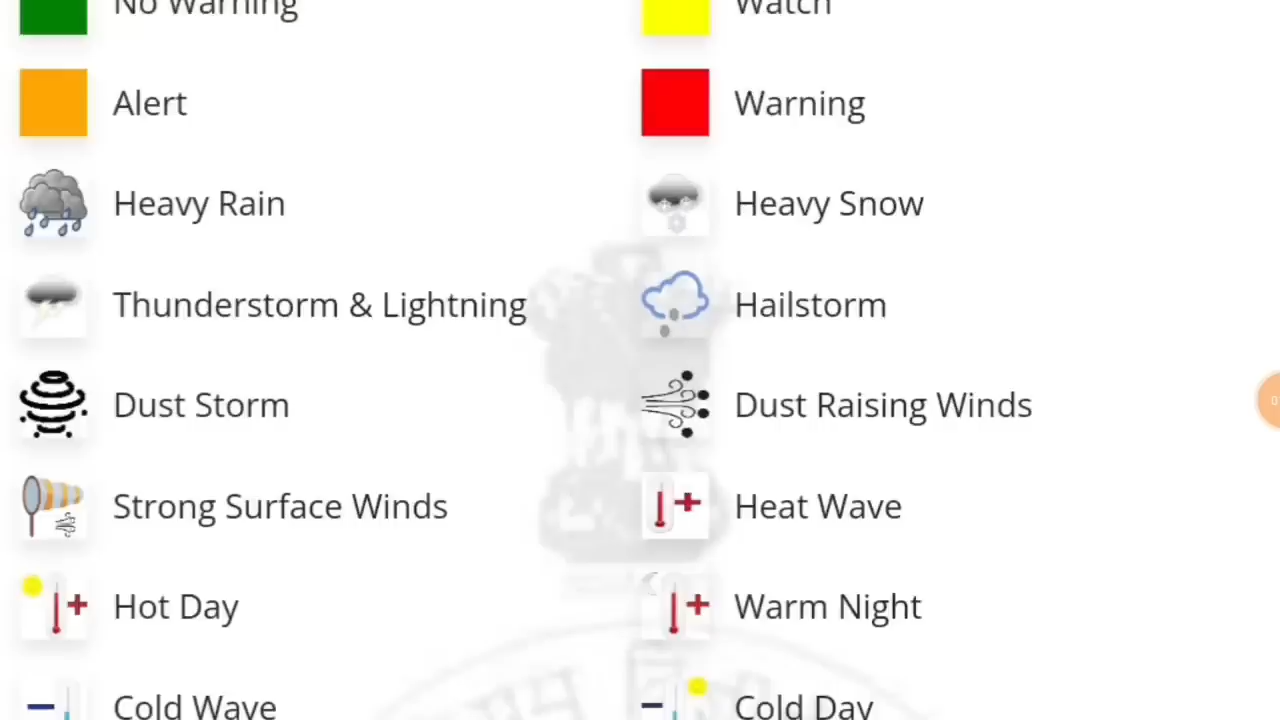 No Warning
Watch
Alert
Warning
Heavy Rain
Heavy Snow
Thunderstorm & Lightning
Hailstorm
Dust Storm
Dust Raising Winds
Strong Surface Winds
Heat Wave
Hot Day
Warm Night
Cold Wave
Cold Day